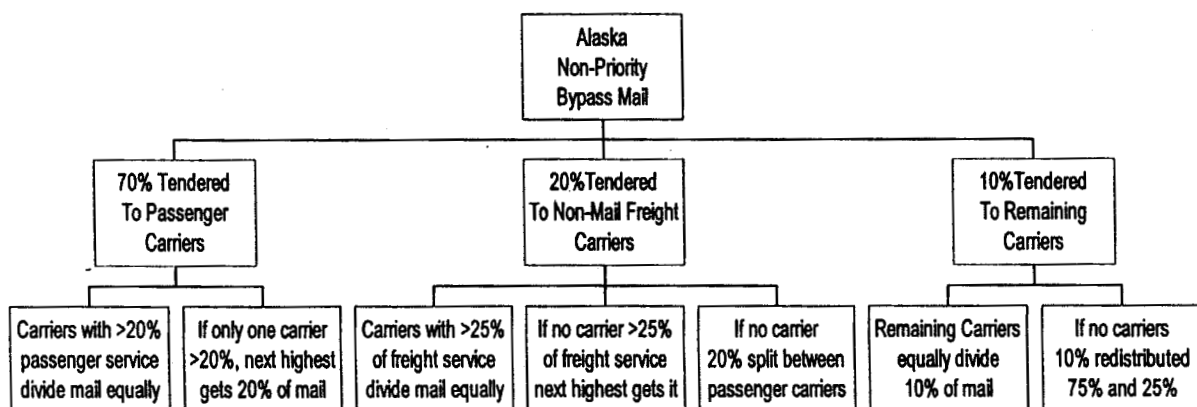 Alaska
Non-Priority
Bypass Mail
70% Tendered
To Passenger
Carriers
20%Tendered
To Non-Mail Freight
Carriers
10%Tendered
To Remaining
Carriers
Carriers with >20%
passenger service
divide mail equally
If only one carrier
>20%, next highest
gets 20% of mail
Carriers with >25%
of freight service
divide mail equally
If no carrier >25%
of freight service
next highest gets it
If no carrier
20% split between
passenger carriers
Remaining Carriers
equally divide
10% of mail
If no carriers
10% redistributed
75% and 25%